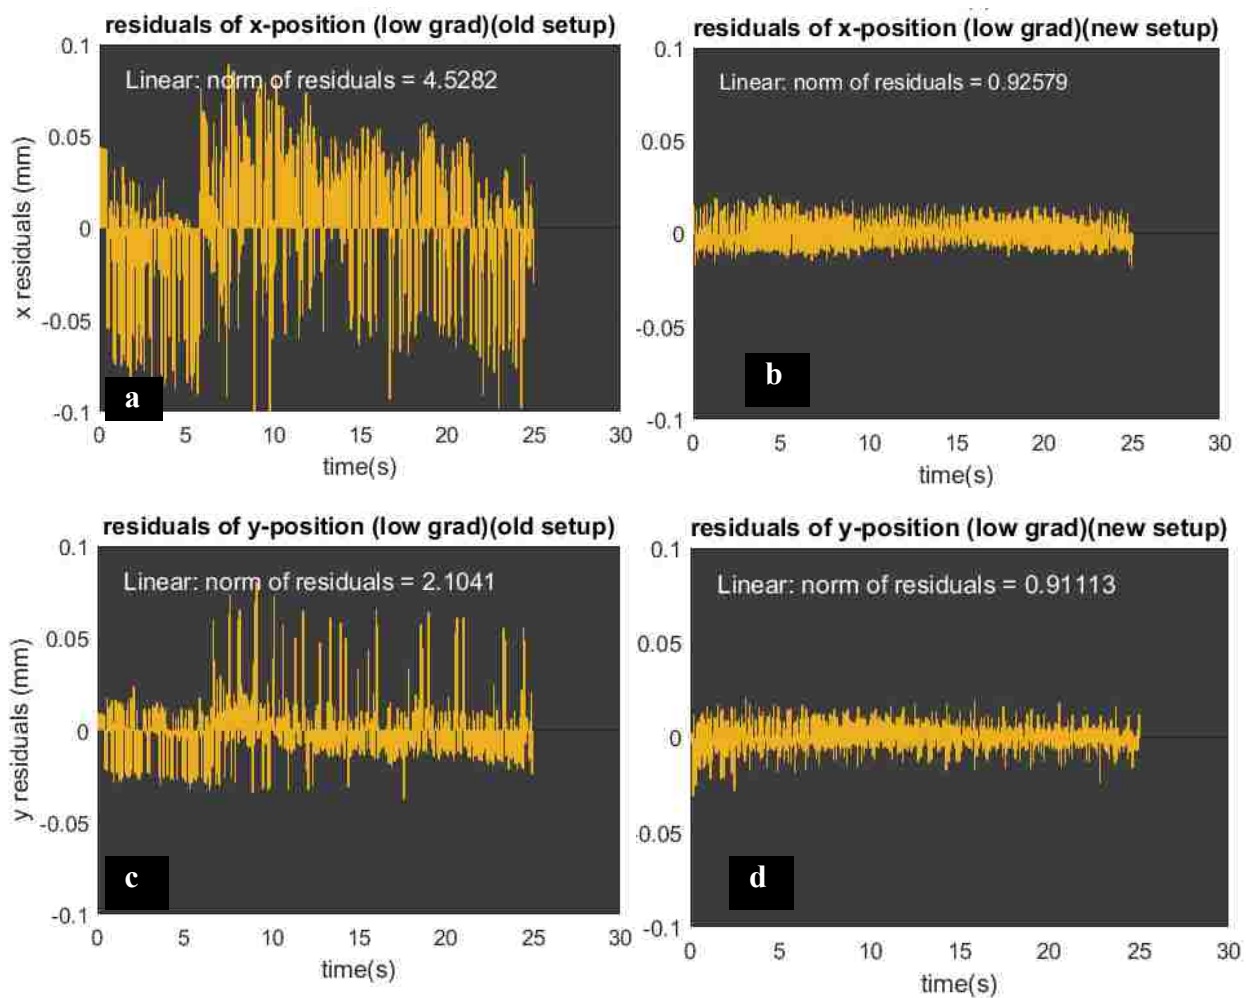 residuals of x-position (low grad)(old setup)
Linear: norm of residuals = 4.5282
x residuals (mm)
0.1
0.05
0
-0.05
-0.1
a
0 5 10 15 20 25 30
time(s)
residuals of x-position (low grad)(new setup)
Linear: norm of residuals = 0.92579
0.1
0.05
0
-0.05
-0.1
b
0 5 10 15 20 25 30
time(s)
residuals of y-position (low grad)(old setup)
Linear: norm of residuals = 2.1041
y residuals (mm)
0.1
0.05
0
-0.05
-0.1
c
0 5 10 15 20 25 30
time(s)
residuals of y-position (low grad)(new setup)
Linear: norm of residuals = 0.91113
0.1
0.05
0
-0.05
-0.1
d
0 5 10 15 20 25 30
time(s)